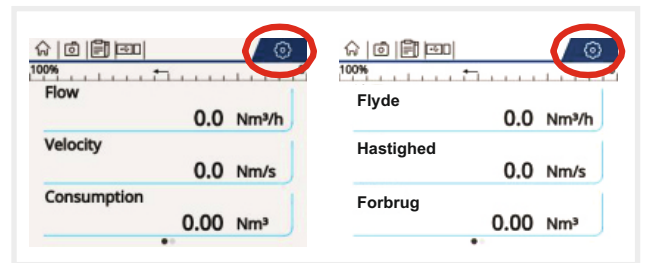 100%
Flow
0.0 Nm³/h
Velocity
0.0 Nm/s
Consumption
0.00 Nm³
100%
Flyde
0.0 Nm³/h
Hastighed
0.0 Nm/s
Forbrug
0.00 Nm³